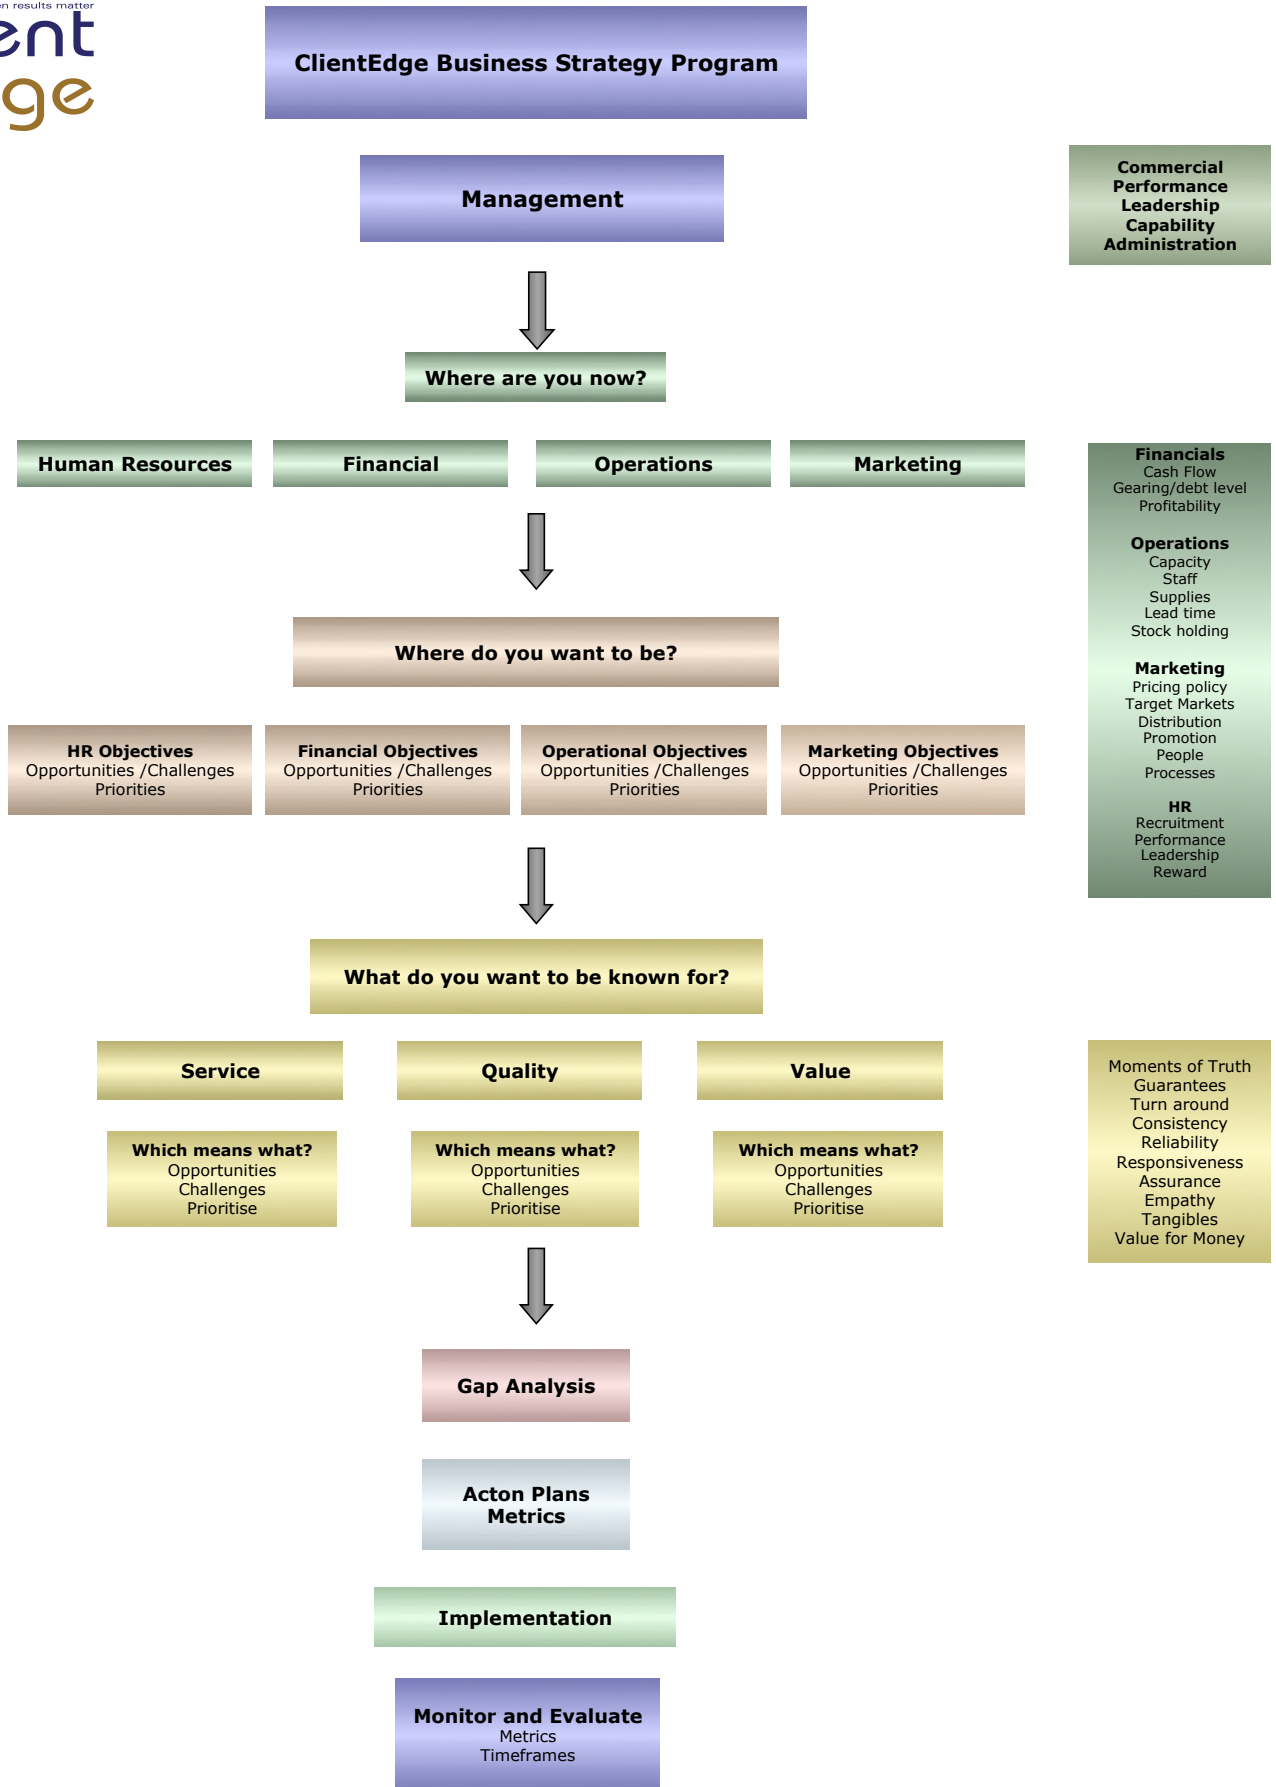 en results matter
ent
ge
ClientEdge Business Strategy Program
Management
Commercial
Performance
Leadership
Capability
Administration
Where are you now?
Human Resources
Financial
Operations
Marketing
Financials
Cash Flow
Gearing/debt level
Profitability
Operations
Capacity
Staff
Supplies
Lead time
Stock holding
Marketing
Pricing policy
Target Markets
Distribution
Promotion
People
Processes
HR
Recruitment
Performance
Leadership
Reward
Where do you want to be?
HR Objectives
Opportunities /Challenges
Priorities
Financial Objectives
Opportunities /Challenges
Priorities
Operational Objectives
Opportunities /Challenges
Priorities
Marketing Objectives
Opportunities /Challenges
Priorities
What do you want to be known for?
Service
Quality
Value
Which means what?
Opportunities
Challenges
Prioritise
Which means what?
Opportunities
Challenges
Prioritise
Which means what?
Opportunities
Challenges
Prioritise
Moments of Truth
Guarantees
Turn around
Consistency
Reliability
Responsiveness
Assurance
Empathy
Tangibles
Value for Money
Gap Analysis
Acton Plans
Metrics
Implementation
Monitor and Evaluate
Metrics
Timeframes